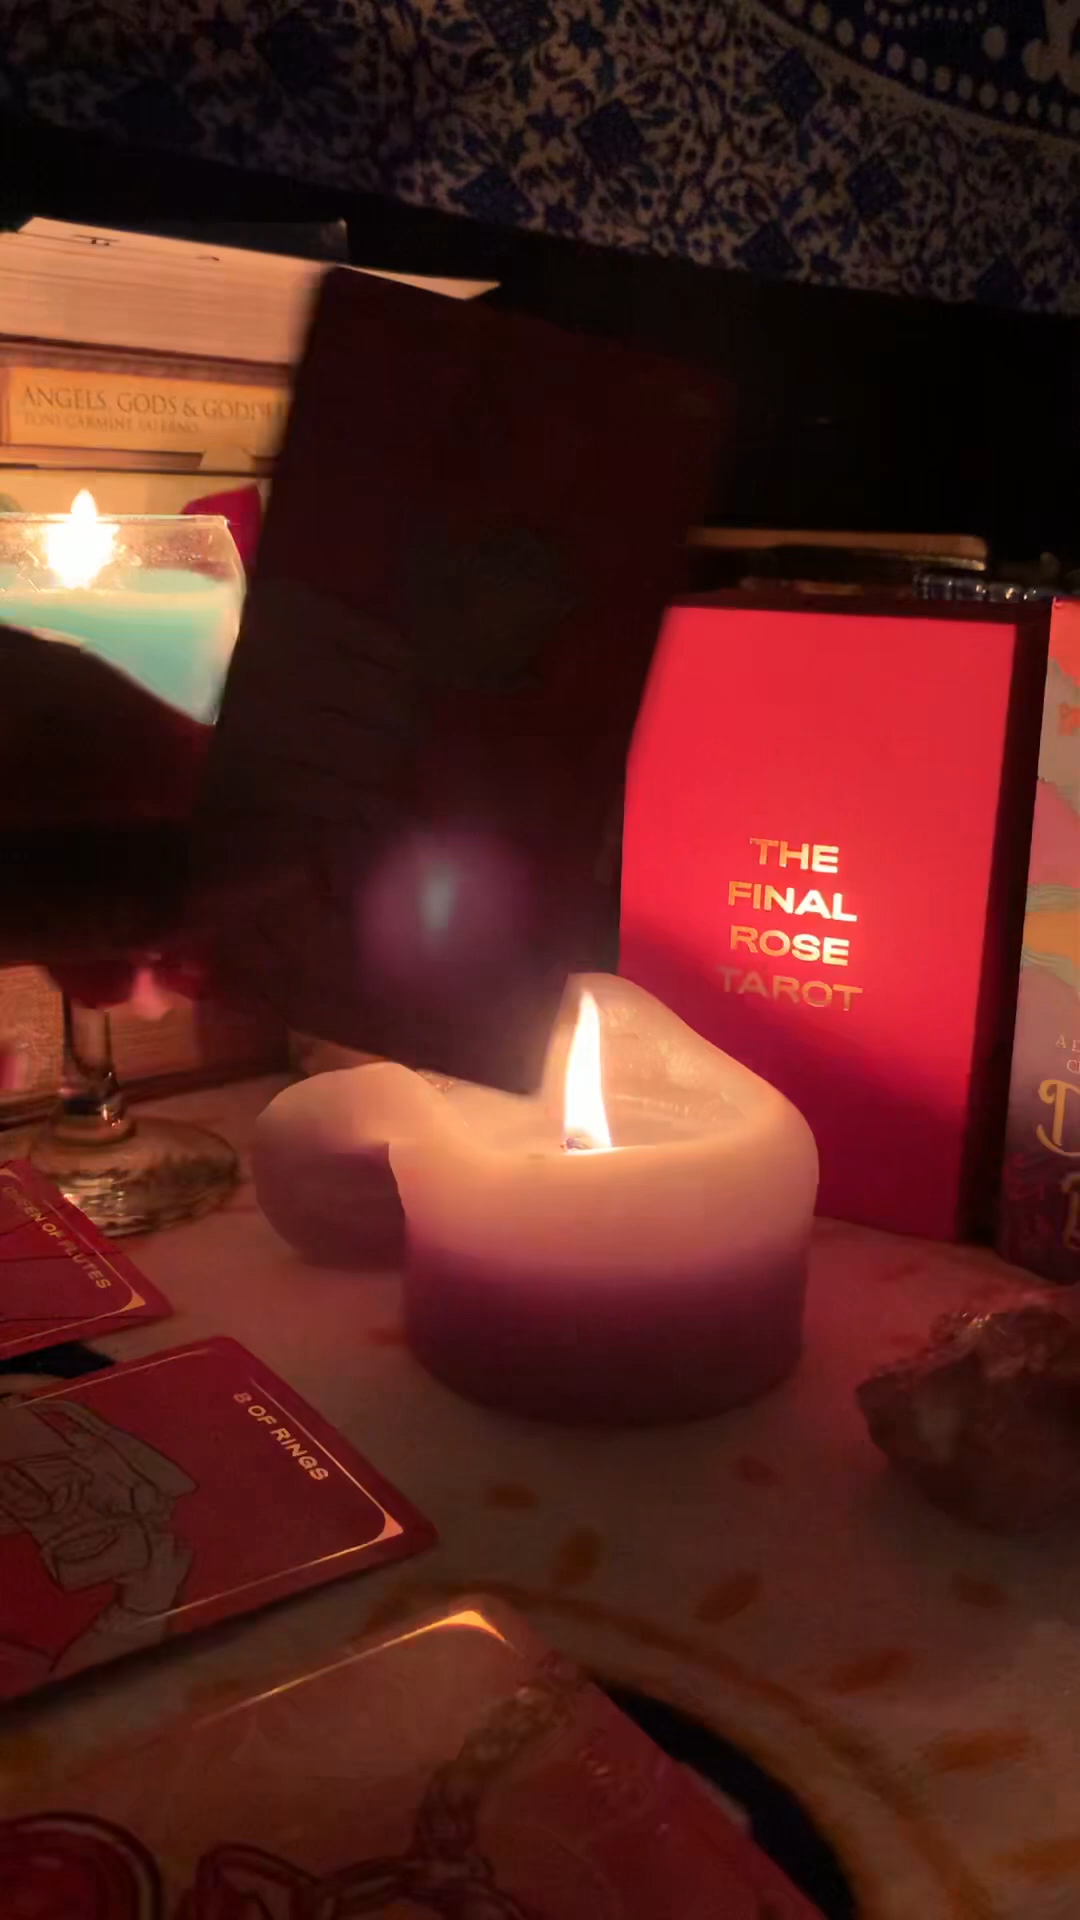 ANGELS, GODS & GODD
THE
FINAL
ROSE
TAROT
QUEEN OF FLUTES
8 OF RINGS